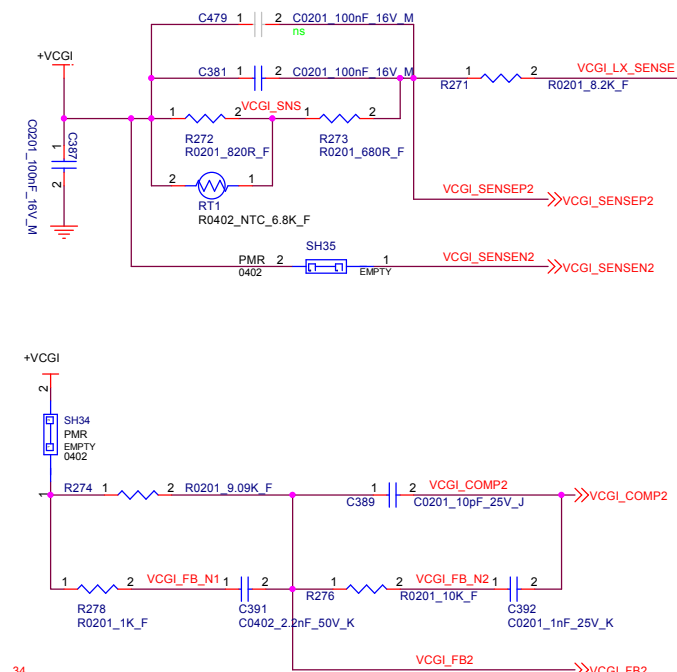 C479 1 2 C0201_100nF_16V_M
ns
+VCGI
C381 1 2 C0201_100nF_16V_M
VCGI_LX_SENSE
1 2
R271 R0201_8.2K_F
1 2 VCGI_SNS 1 2
R272 R273
R0201_820R_F R0201_680R_F
C0201_100nF_16V_M
C387
1
2
2 1
RT1
R0402_NTC_6.8K_F
VCGI_SENSEP2
VCGI_SENSEP2
SH35
PMR 2 1 VCGI_SENSEN2
0402 EMPTY
VCGI_SENSEN2
+VCGI
2
SH34
PMR
EMPTY
0402
1
R274 1 2 R0201_9.09K_F
1 2 VCGI_COMP2
C389 C0201_10pF_25V_J
VCGI_COMP2
1 2 VCGI_FB_N1 1 2
R278 C391
R0201_1K_F C0402_2.2nF_50V_K
1 2 VCGI_FB_N2 1 2
R276 R0201_10K_F C392
C0201_1nF_25V_K
VCGI_FB2
VCGI_FB2
34